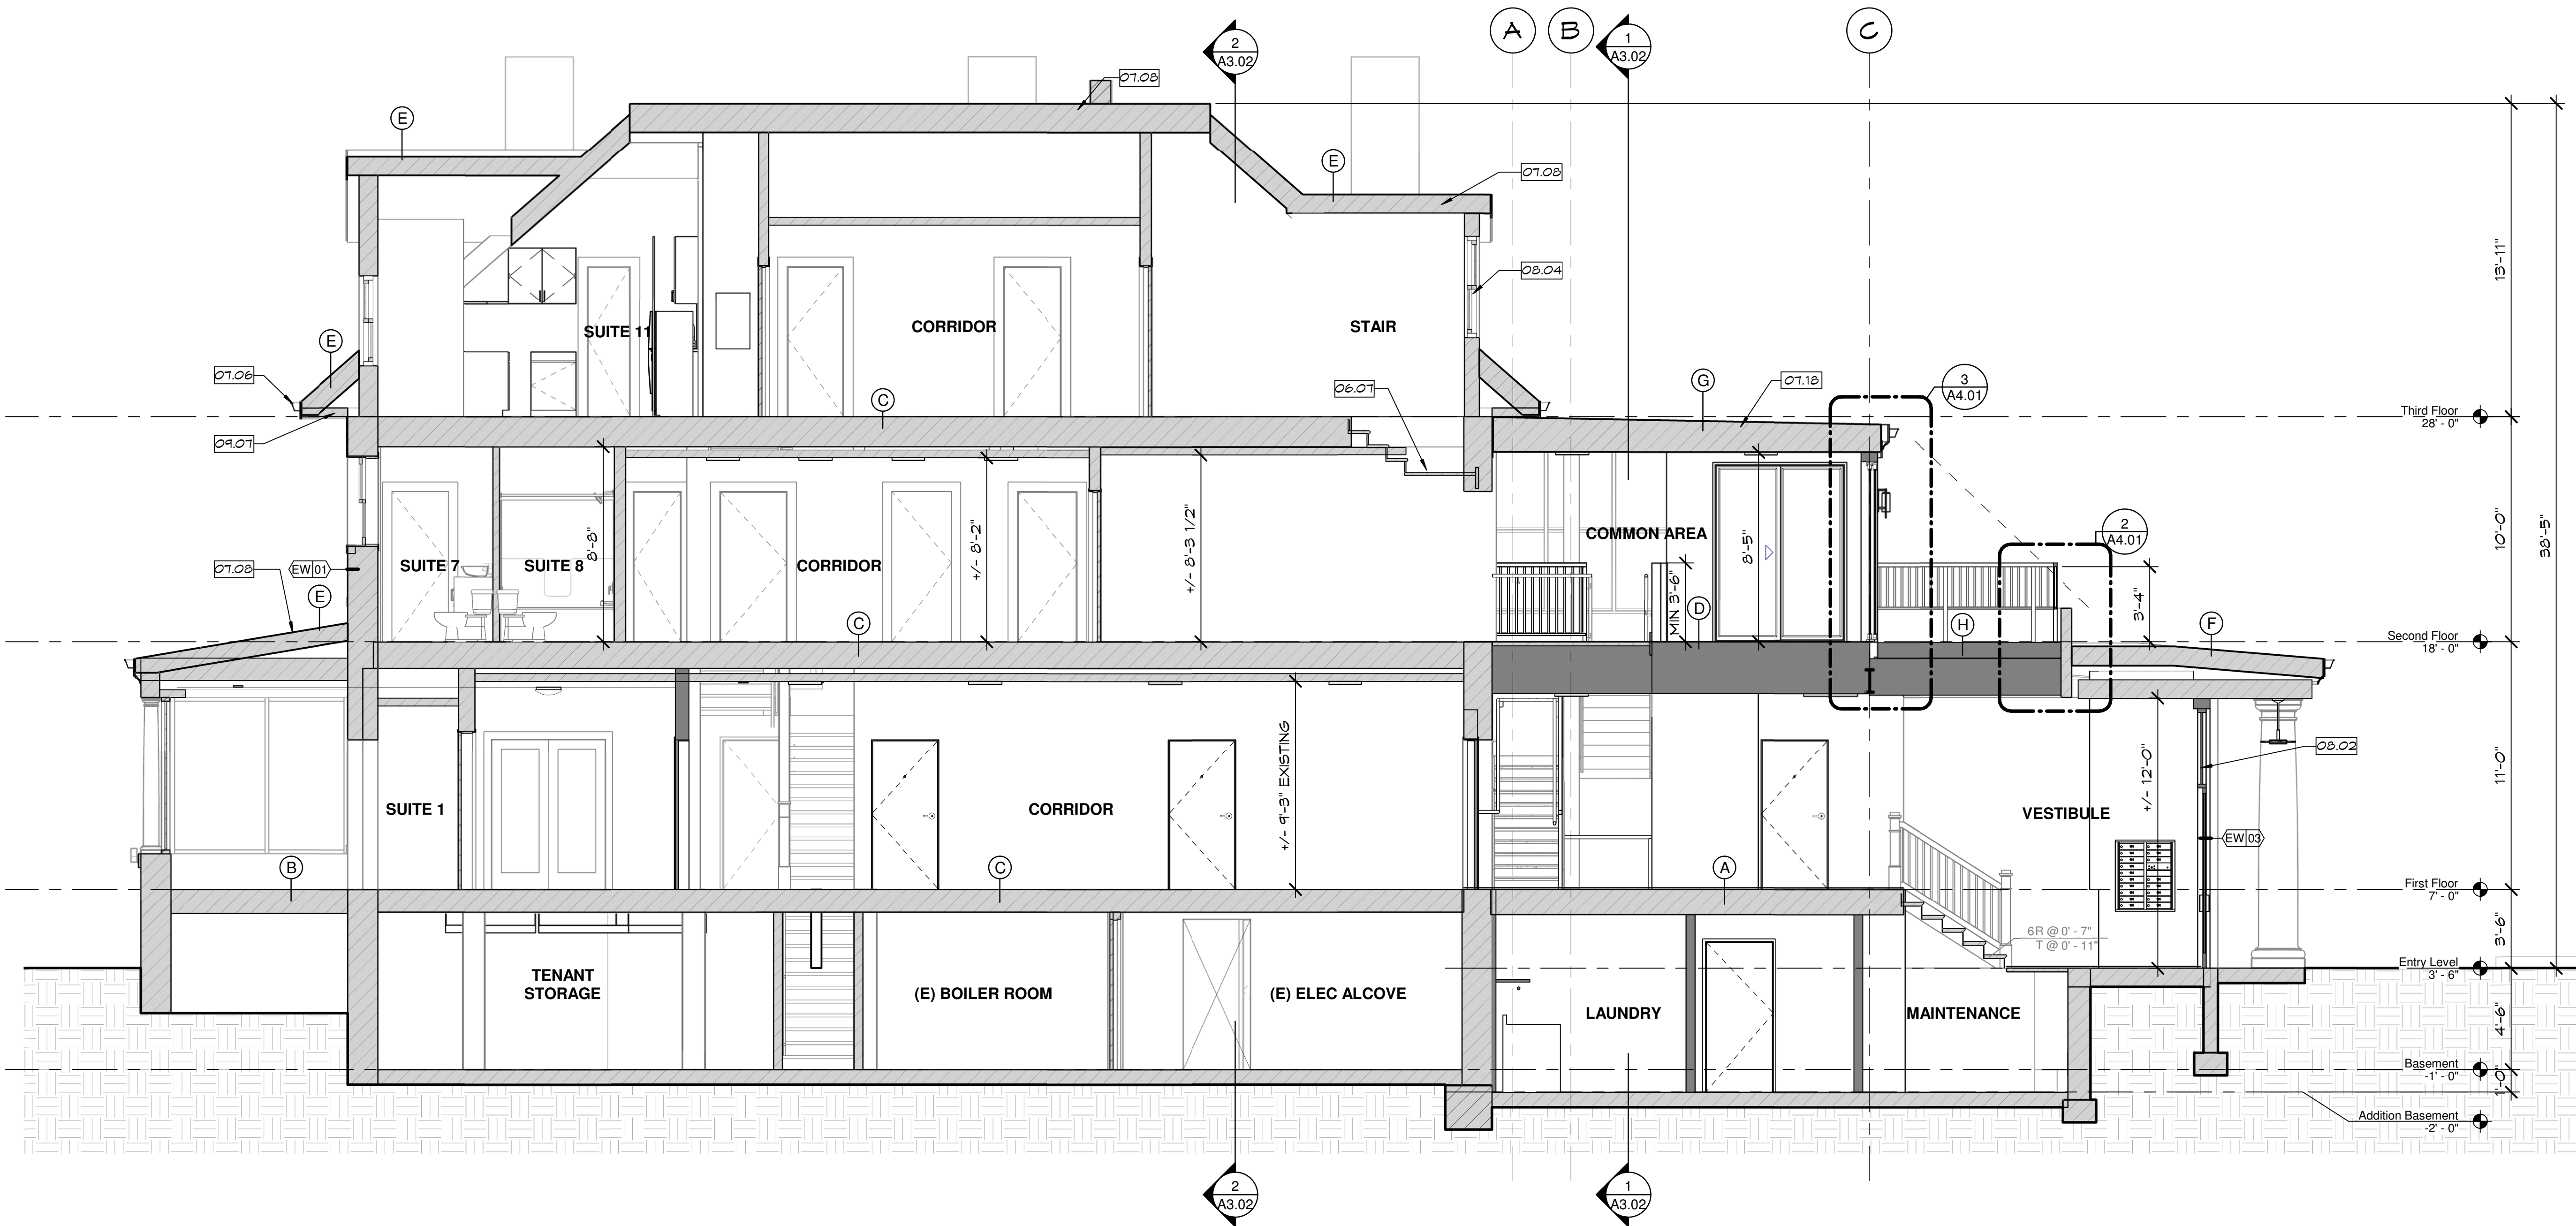 A
B
C
2
A3.02
1
A3.02
07.08
E
E
07.08
13'-11"
08.04
SUITE 11
CORRIDOR
STAIR
E
07.06
06.07
C
G
07.18
3
A4.01
Third Floor
28' - 0"
09.07
SUITE 7
SUITE 8
8'-8"
CORRIDOR
+/- 8'-2"
+/- 8'-3 1/2"
COMMON AREA
8'-5"
MIN 3'-6"
2
A4.01
10'-0"
38'-5"
07.08
EW 01
E
C
D
H
3'-4"
F
Second Floor
18' - 0"
SUITE 1
CORRIDOR
+/- 9'-3" EXISTING
VESTIBULE
+/- 12'-0"
08.02
EW 03
11'-0"
B
C
A
First Floor
7' - 0"
6R @ 0' - 7"
T @ 0' - 11"
3'-6"
Entry Level
3' - 6"
TENANT
STORAGE
(E) BOILER ROOM
(E) ELEC ALCOVE
LAUNDRY
MAINTENANCE
4'-6"
Basement
-1' - 0"
1'-0"
Addition Basement
-2' - 0"
2
A3.02
1
A3.02